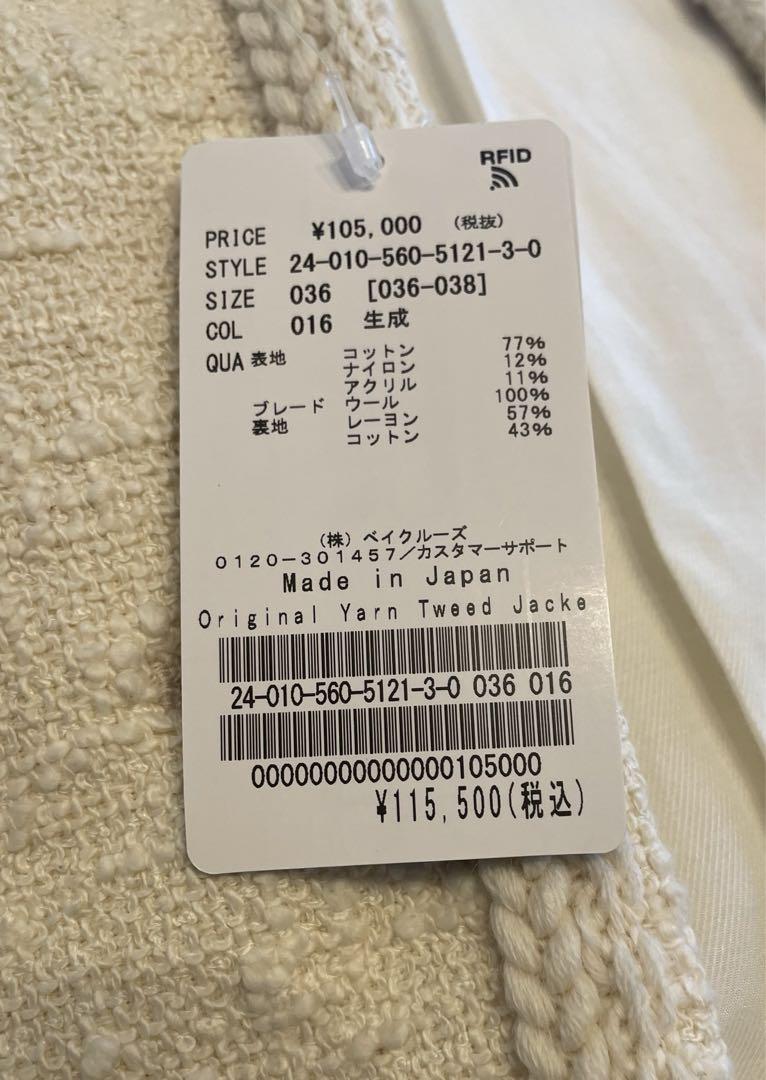 RFID
PRICE ¥105,000 (税抜)
STYLE 24-010-560-5121-3-0
SIZE 036 [036-038]
COL 016 生成
QUA 表地 コットン 77%
ナイロン 12%
アクリル 11%
ブレード ウール 100%
裏地 レーヨン 57%
コットン 43%
(株) ベイクルーズ
0120-301457/カスタマーサポート
Made in Japan
Original Yarn Tweed Jacke
24-010-560-5121-3-0 036 016
00000000000000105000
¥115,500(税込)